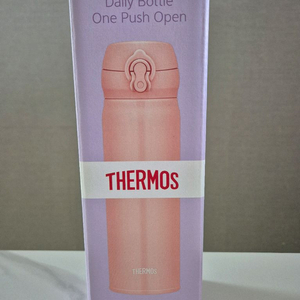 Daily Bottle
One Push Open
THERMOS
THERMOS